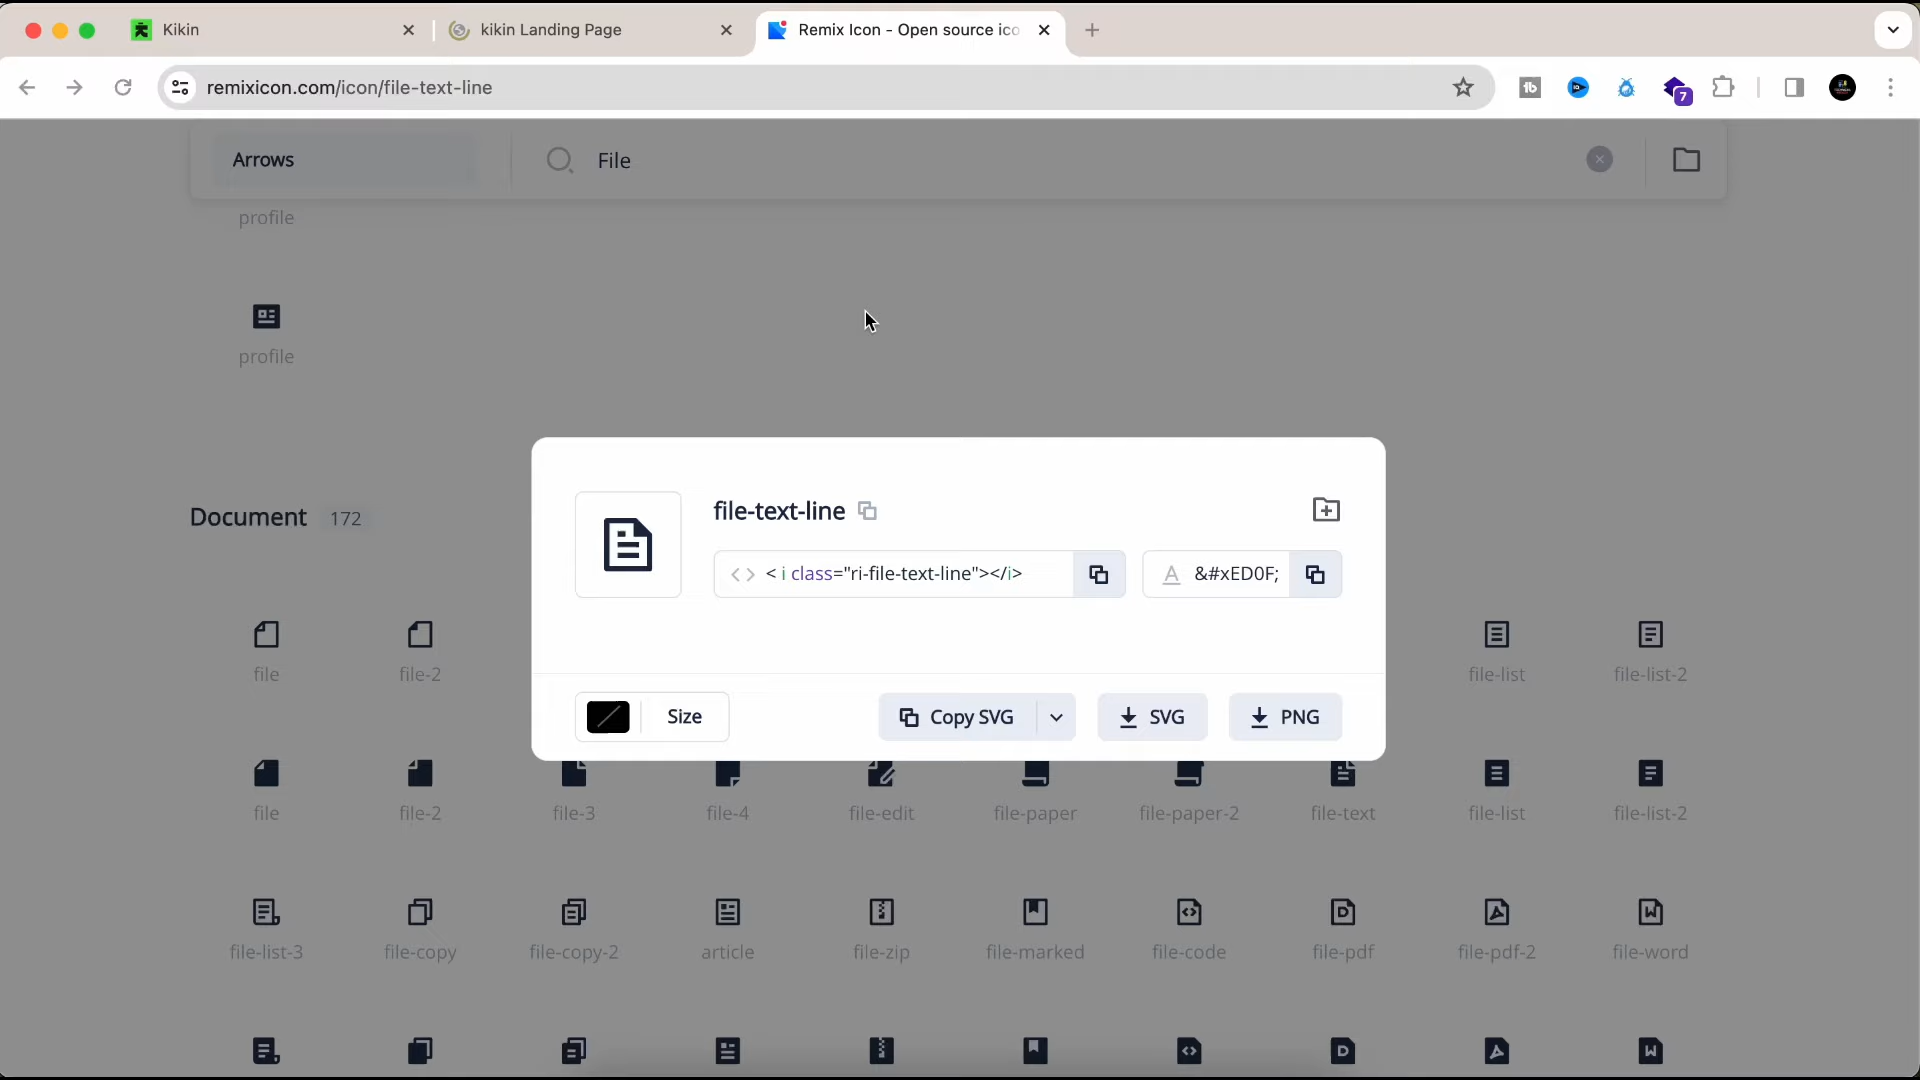 Kikin
kikin Landing Page
Remix Icon - Open source ico
remixicon.com/icon/file-text-line
7
Arrows
File
profile
profile
file-text-line
Document 172
< i class="ri-file-text-line"></i>
&#xED0F;
file
file-2
file-list
file-list-2
Size
Copy SVG
SVG
PNG
file
file-2
file-3
file-4
file-edit
file-paper
file-paper-2
file-text
file-list
file-list-2
file-list-3
file-copy
file-copy-2
article
file-zip
file-marked
file-code
file-pdf
file-pdf-2
file-word